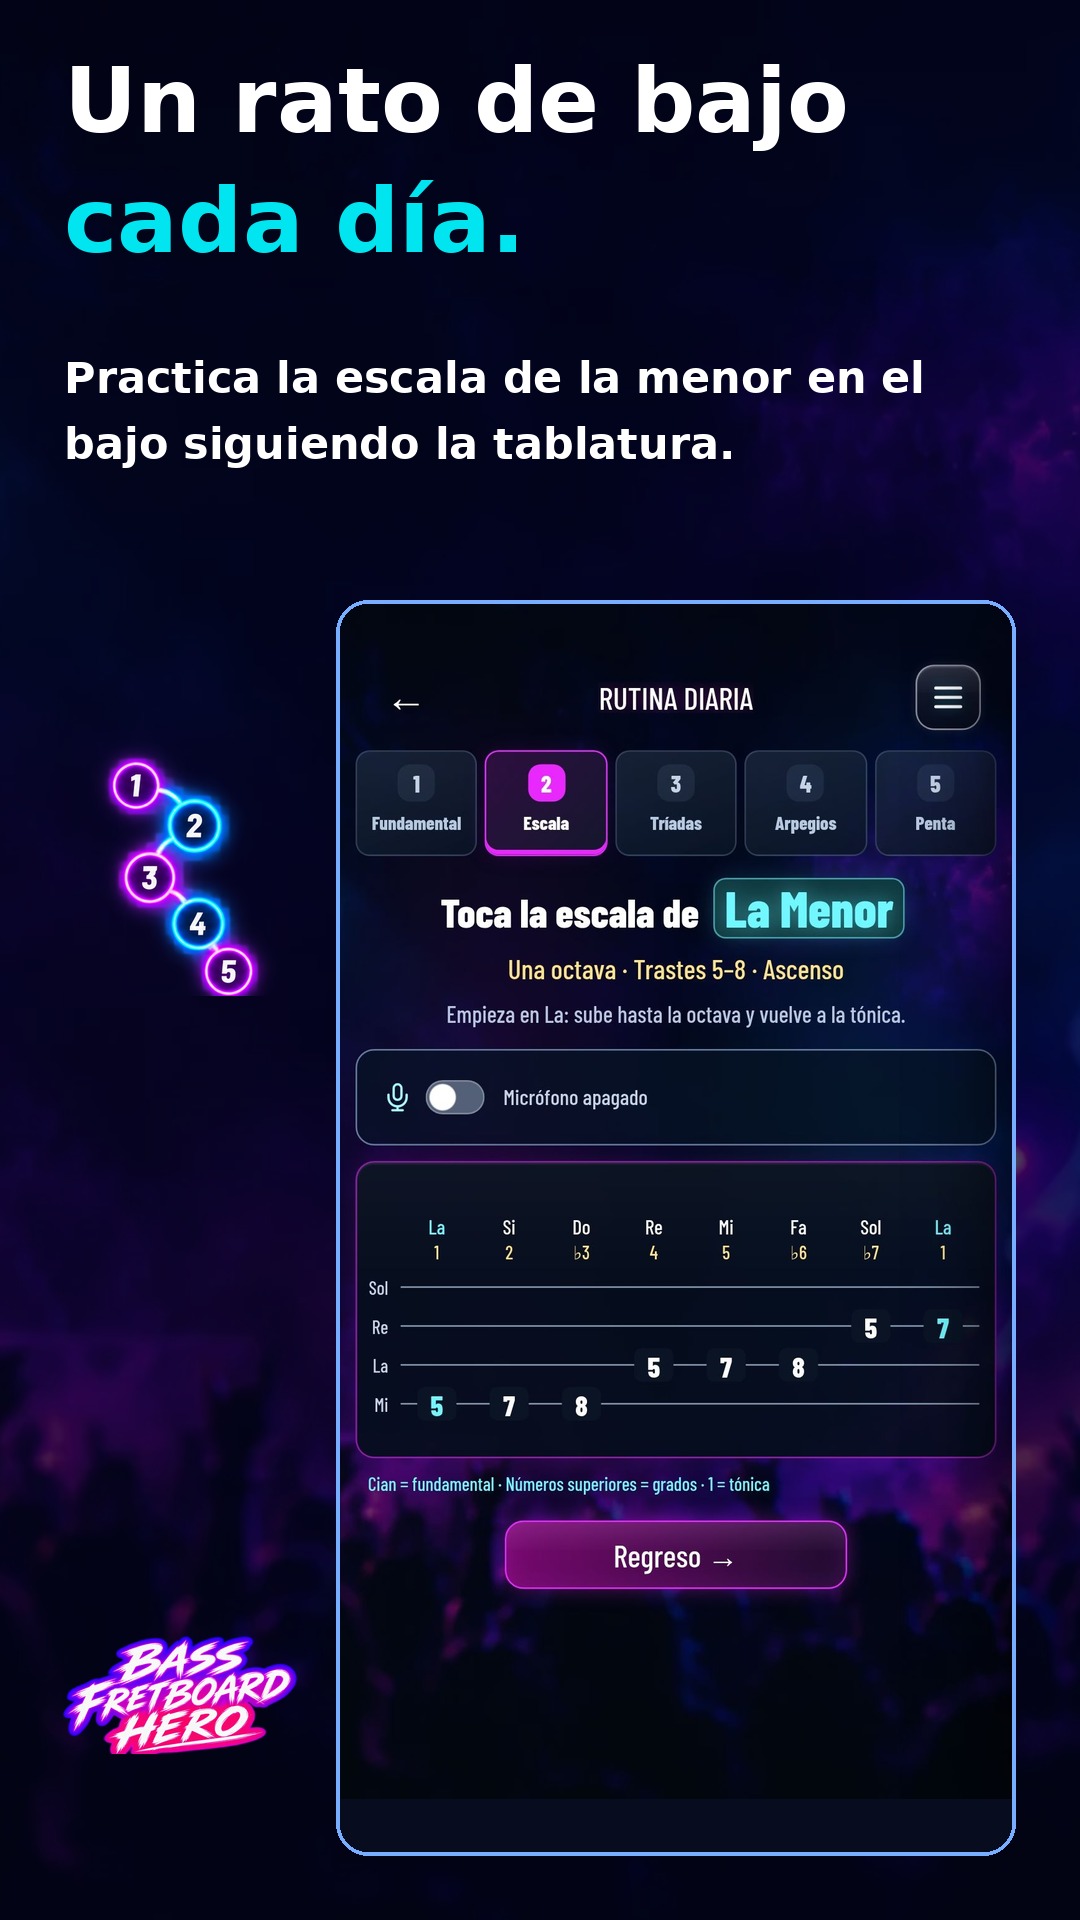 Un rato de bajo
cada día.
Practica la escala de la menor en el
bajo siguiendo la tablatura.
← RUTINA DIARIA
1 2 3 4 5
Fundamental Escala Tríadas Arpegios Penta
1
2
3
4
5
Toca la escala de La Menor
Una octava · Trastes 5–8 · Ascenso
Empieza en La: sube hasta la octava y vuelve a la tónica.
Micrófono apagado
La Si Do Re Mi Fa Sol La
1 2 ♭3 4 5 ♭6 ♭7 1
Sol
Re 5 7
La 5 7 8
Mi 5 7 8
Cian = fundamental · Números superiores = grados · 1 = tónica
Regreso →
BASS
FRETBOARD
HERO